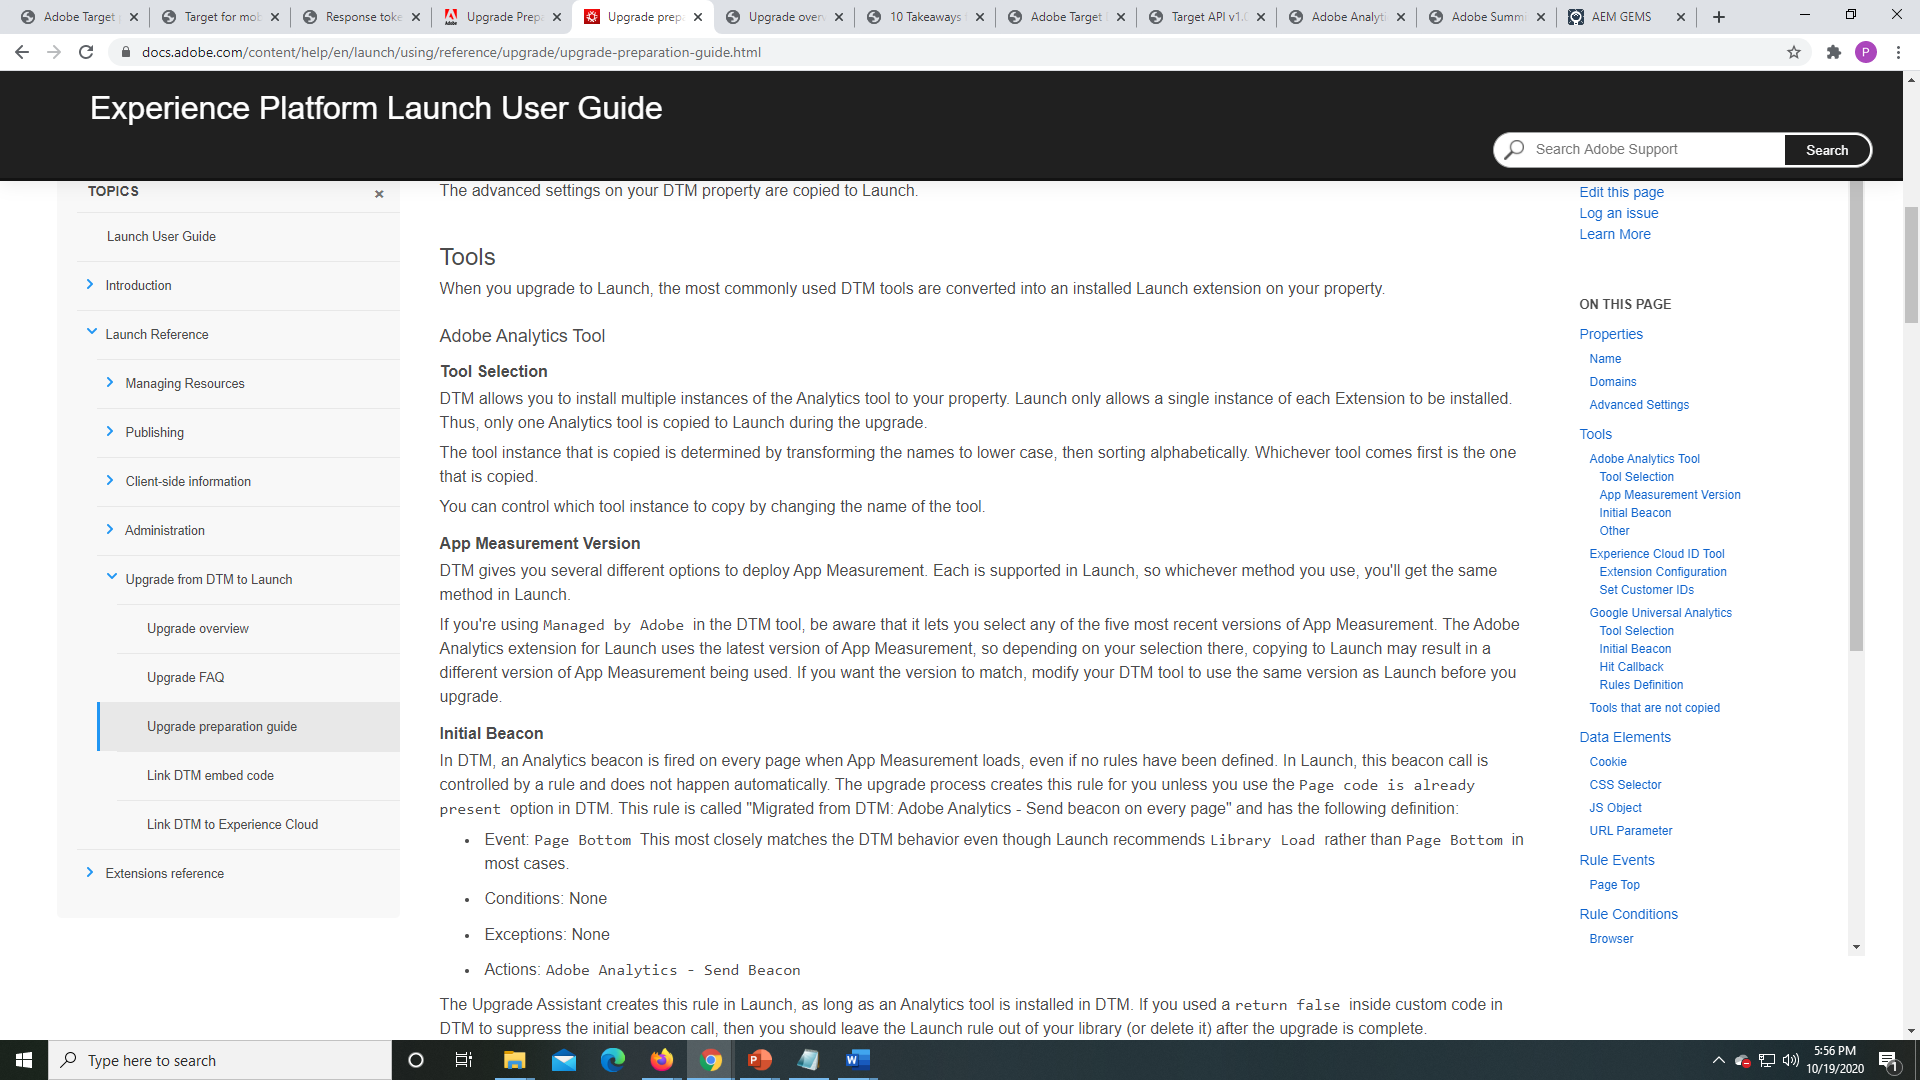 Adobe Target
Target for mob
Response toke
Upgrade Prepa
Upgrade prepa
Upgrade over
10 Takeaways
Adobe Target
Target API v1.0
Adobe Analyti
Adobe Summi
AEM GEMS
docs.adobe.com/content/help/en/launch/using/reference/upgrade/upgrade-preparation-guide.html
P
Experience Platform Launch User Guide
Search Adobe Support
Search
TOPICS
Launch User Guide
Introduction
Launch Reference
Managing Resources
Publishing
Client-side information
Administration
Upgrade from DTM to Launch
Upgrade overview
Upgrade FAQ
Upgrade preparation guide
Link DTM embed code
Link DTM to Experience Cloud
Extensions reference
The advanced settings on your DTM property are copied to Launch.
Tools
When you upgrade to Launch, the most commonly used DTM tools are converted into an installed Launch extension on your property.
Adobe Analytics Tool
Tool Selection
DTM allows you to install multiple instances of the Analytics tool to your property. Launch only allows a single instance of each Extension to be installed.
Thus, only one Analytics tool is copied to Launch during the upgrade.
The tool instance that is copied is determined by transforming the names to lower case, then sorting alphabetically. Whichever tool comes first is the one
that is copied.
You can control which tool instance to copy by changing the name of the tool.
App Measurement Version
DTM gives you several different options to deploy App Measurement. Each is supported in Launch, so whichever method you use, you'll get the same
method in Launch.
If you're using Managed by Adobe in the DTM tool, be aware that it lets you select any of the five most recent versions of App Measurement. The Adobe
Analytics extension for Launch uses the latest version of App Measurement, so depending on your selection there, copying to Launch may result in a
different version of App Measurement being used. If you want the version to match, modify your DTM tool to use the same version as Launch before you
upgrade.
Initial Beacon
In DTM, an Analytics beacon is fired on every page when App Measurement loads, even if no rules have been defined. In Launch, this beacon call is
controlled by a rule and does not happen automatically. The upgrade process creates this rule for you unless you use the Page code is already
present option in DTM. This rule is called "Migrated from DTM: Adobe Analytics - Send beacon on every page" and has the following definition:
• Event: Page Bottom This most closely matches the DTM behavior even though Launch recommends Library Load rather than Page Bottom in
most cases.
• Conditions: None
• Exceptions: None
• Actions: Adobe Analytics - Send Beacon
The Upgrade Assistant creates this rule in Launch, as long as an Analytics tool is installed in DTM. If you used a return false inside custom code in
DTM to suppress the initial beacon call, then you should leave the Launch rule out of your library (or delete it) after the upgrade is complete.
Edit this page
Log an issue
Learn More
ON THIS PAGE
Properties
Name
Domains
Advanced Settings
Tools
Adobe Analytics Tool
Tool Selection
App Measurement Version
Initial Beacon
Other
Experience Cloud ID Tool
Extension Configuration
Set Customer IDs
Google Universal Analytics
Tool Selection
Initial Beacon
Hit Callback
Rules Definition
Tools that are not copied
Data Elements
Cookie
CSS Selector
JS Object
URL Parameter
Rule Events
Page Top
Rule Conditions
Browser
Type here to search
5:56 PM
10/19/2020
1